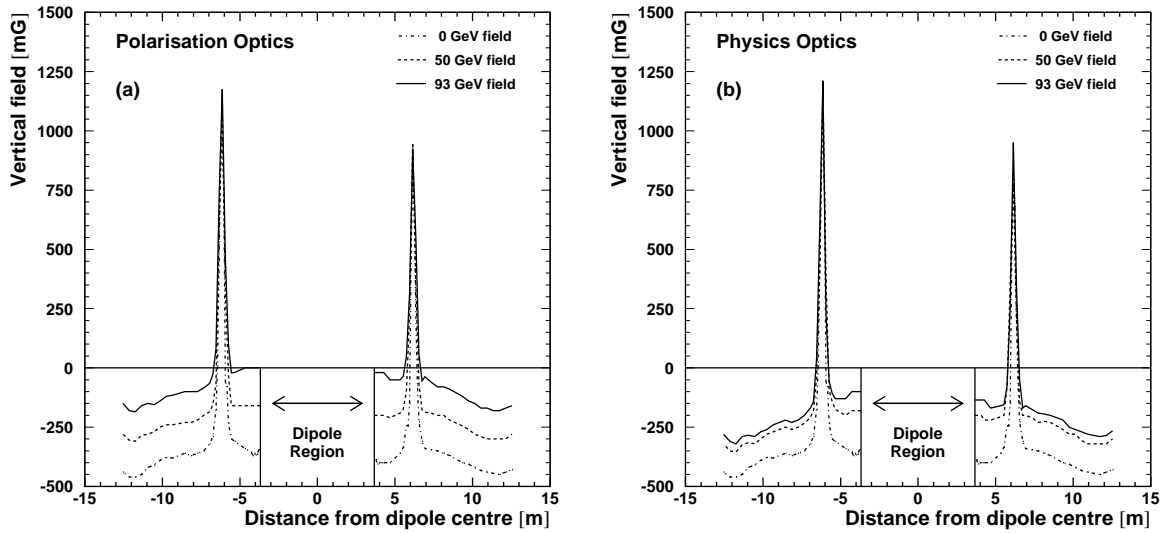 Vertical field [mG]
1500
1250
1000
750
500
250
0
-250
-500
Polarisation Optics
(a)
0 GeV field
50 GeV field
93 GeV field
Dipole
Region
-15
-10
-5
0
5
10
15
Distance from dipole centre [m]
Vertical field [mG]
1500
1250
1000
750
500
250
0
-250
-500
Physics Optics
(b)
0 GeV field
50 GeV field
93 GeV field
Dipole
Region
-15
-10
-5
0
5
10
15
Distance from dipole centre [m]